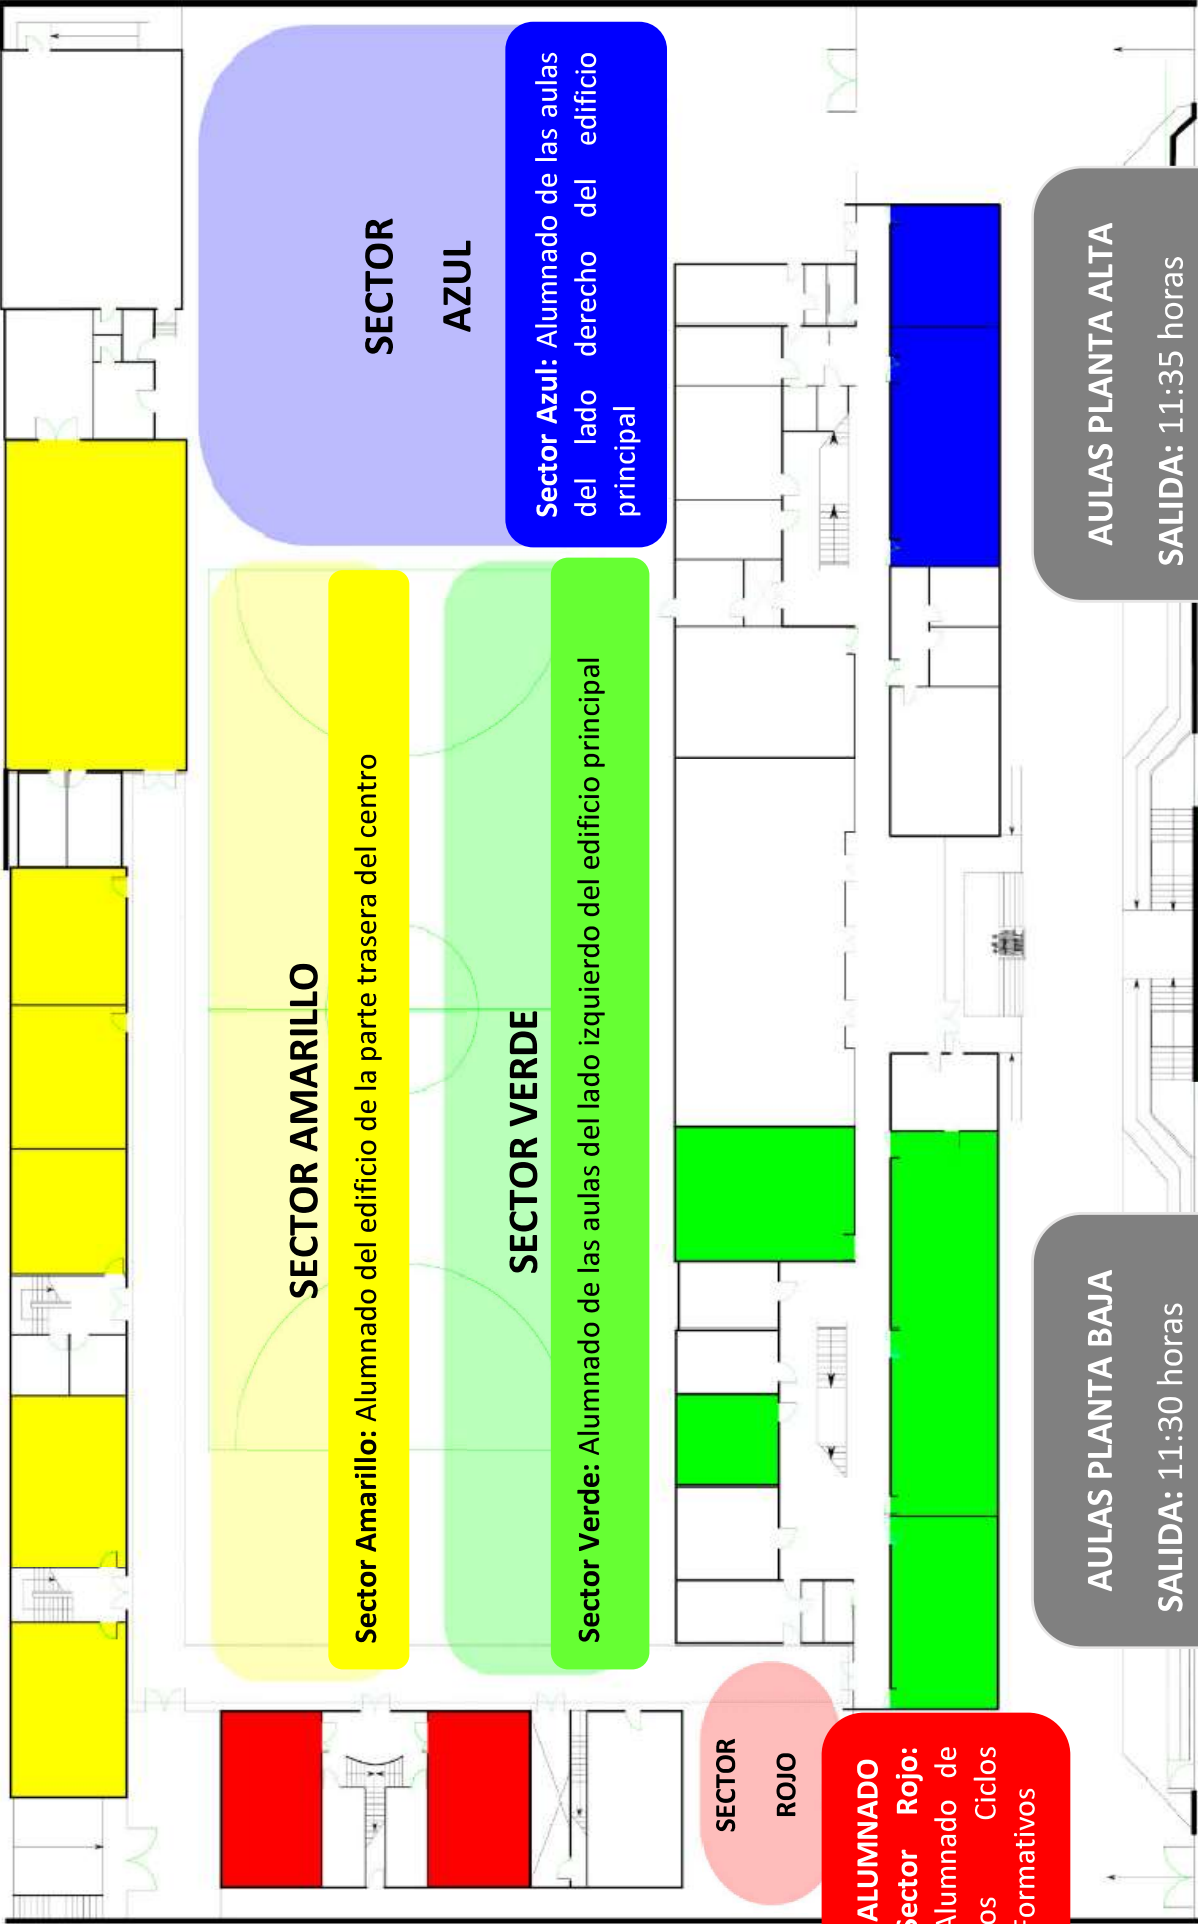 SECTOR AMARILLO
Sector Amarillo: Alumnado del edificio de la parte trasera del centro
SECTOR
AZUL
Sector Azul: Alumnado de las aulas
del lado derecho del edificio
principal
SECTOR VERDE
Sector Verde: Alumnado de las aulas del lado izquierdo del edificio principal
SECTOR
ROJO
ALUMNADO
Sector Rojo:
Alumnado de
os Ciclos
Formativos
AULAS PLANTA BAJA
SALIDA: 11:30 horas
AULAS PLANTA ALTA
SALIDA: 11:35 horas